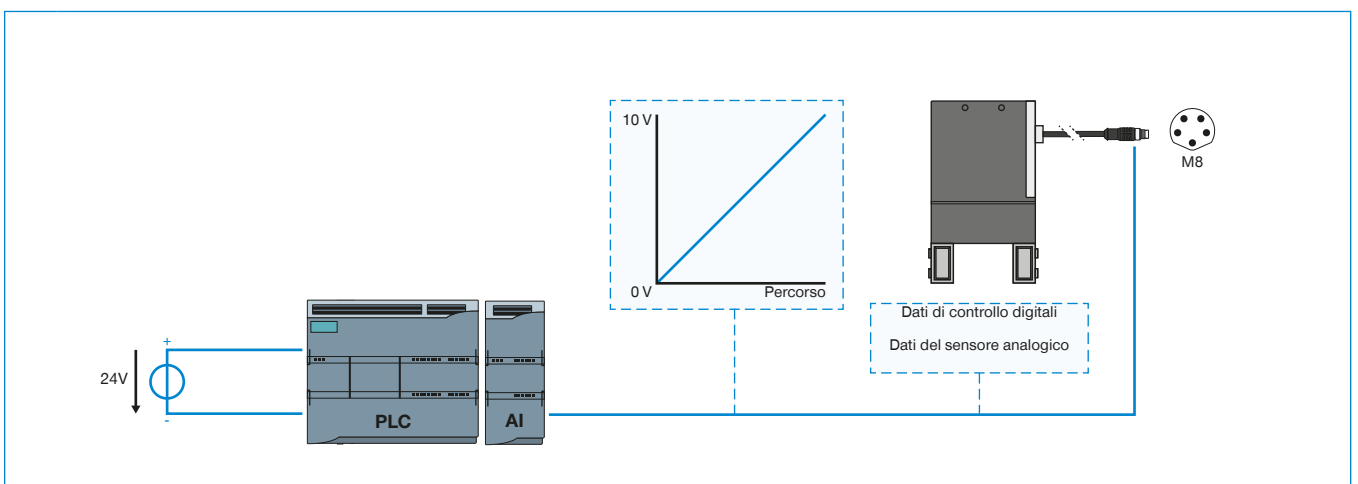 10 V
0 V
Percorso
M8
Dati di controllo digitali
Dati del sensore analogico
+
24V
-
PLC
AI